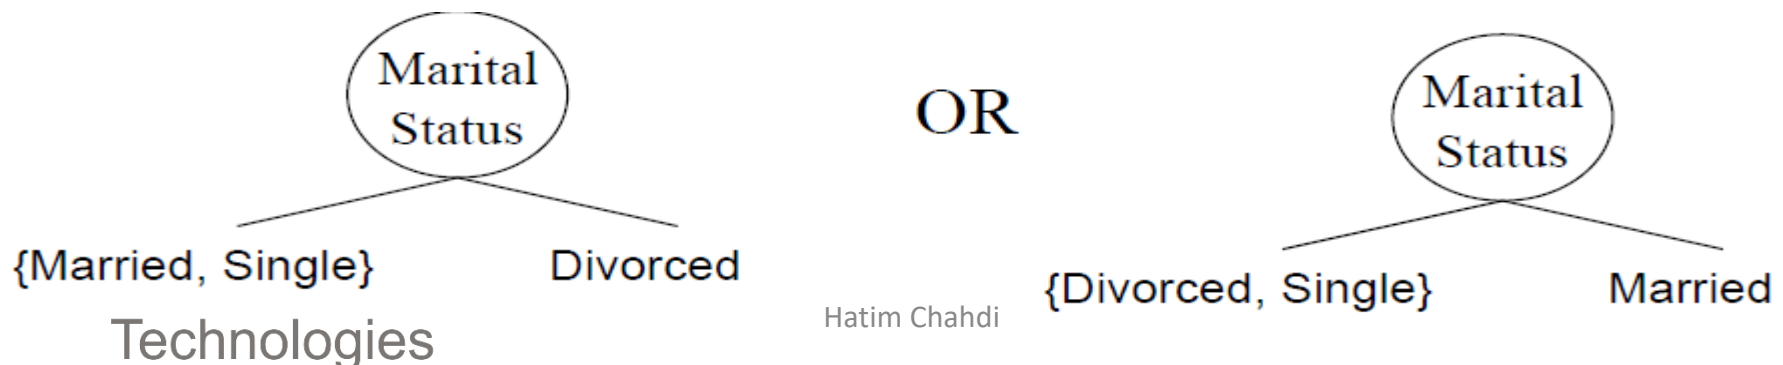 Marital
Status
{Married, Single}
Divorced
OR
Marital
Status
{Divorced, Single}
Married
Hatim Chahdi
Technologies